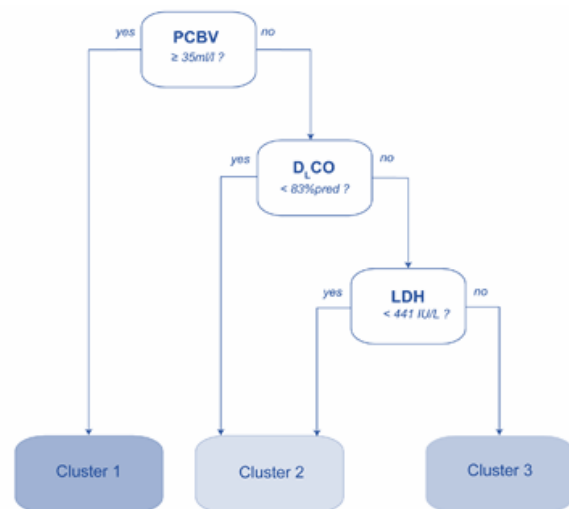 yes
PCBV
no
≥ 35ml/l ?
yes
DLCO
no
< 83%pred ?
yes
LDH
no
< 441 IU/L ?
Cluster 1
Cluster 2
Cluster 3